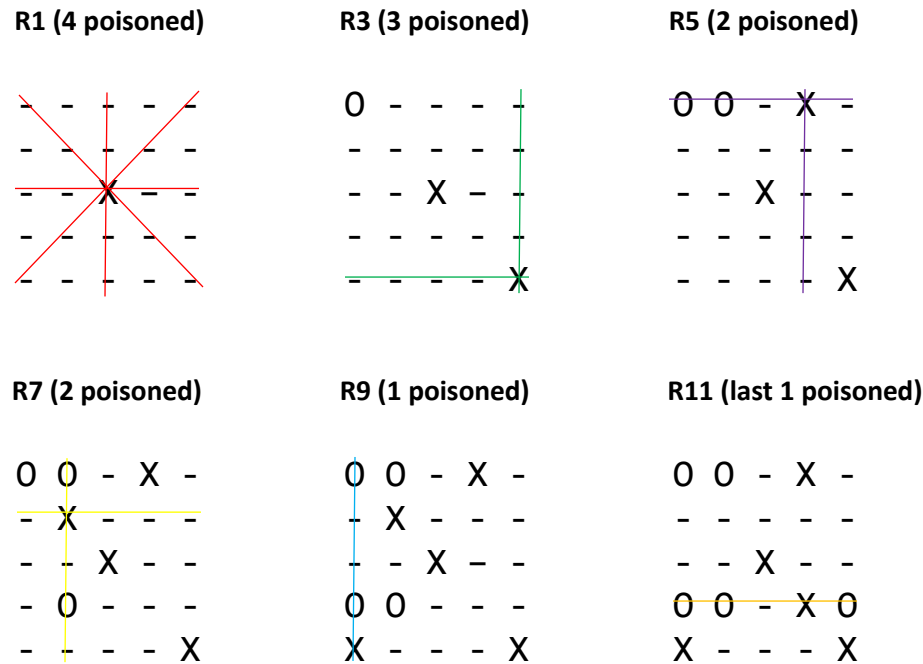 R1 (4 poisoned)
- - - - -
- - - - -
- - X – -
- - - - -
- - - - -
R3 (3 poisoned)
O - - - -
- - - - -
- - X – -
- - - - -
- - - - X
R5 (2 poisoned)
O O - X -
- - - - -
- - X - -
- - - - -
- - - - X
R7 (2 poisoned)
O O - X -
- X - - -
- - X - -
- O - - -
- - - - X
R9 (1 poisoned)
O O - X -
- X - - -
- - X – -
O O - - -
X - - - X
R11 (last 1 poisoned)
O O - X -
- - - - -
- - X - -
O O - X O
X - - - X